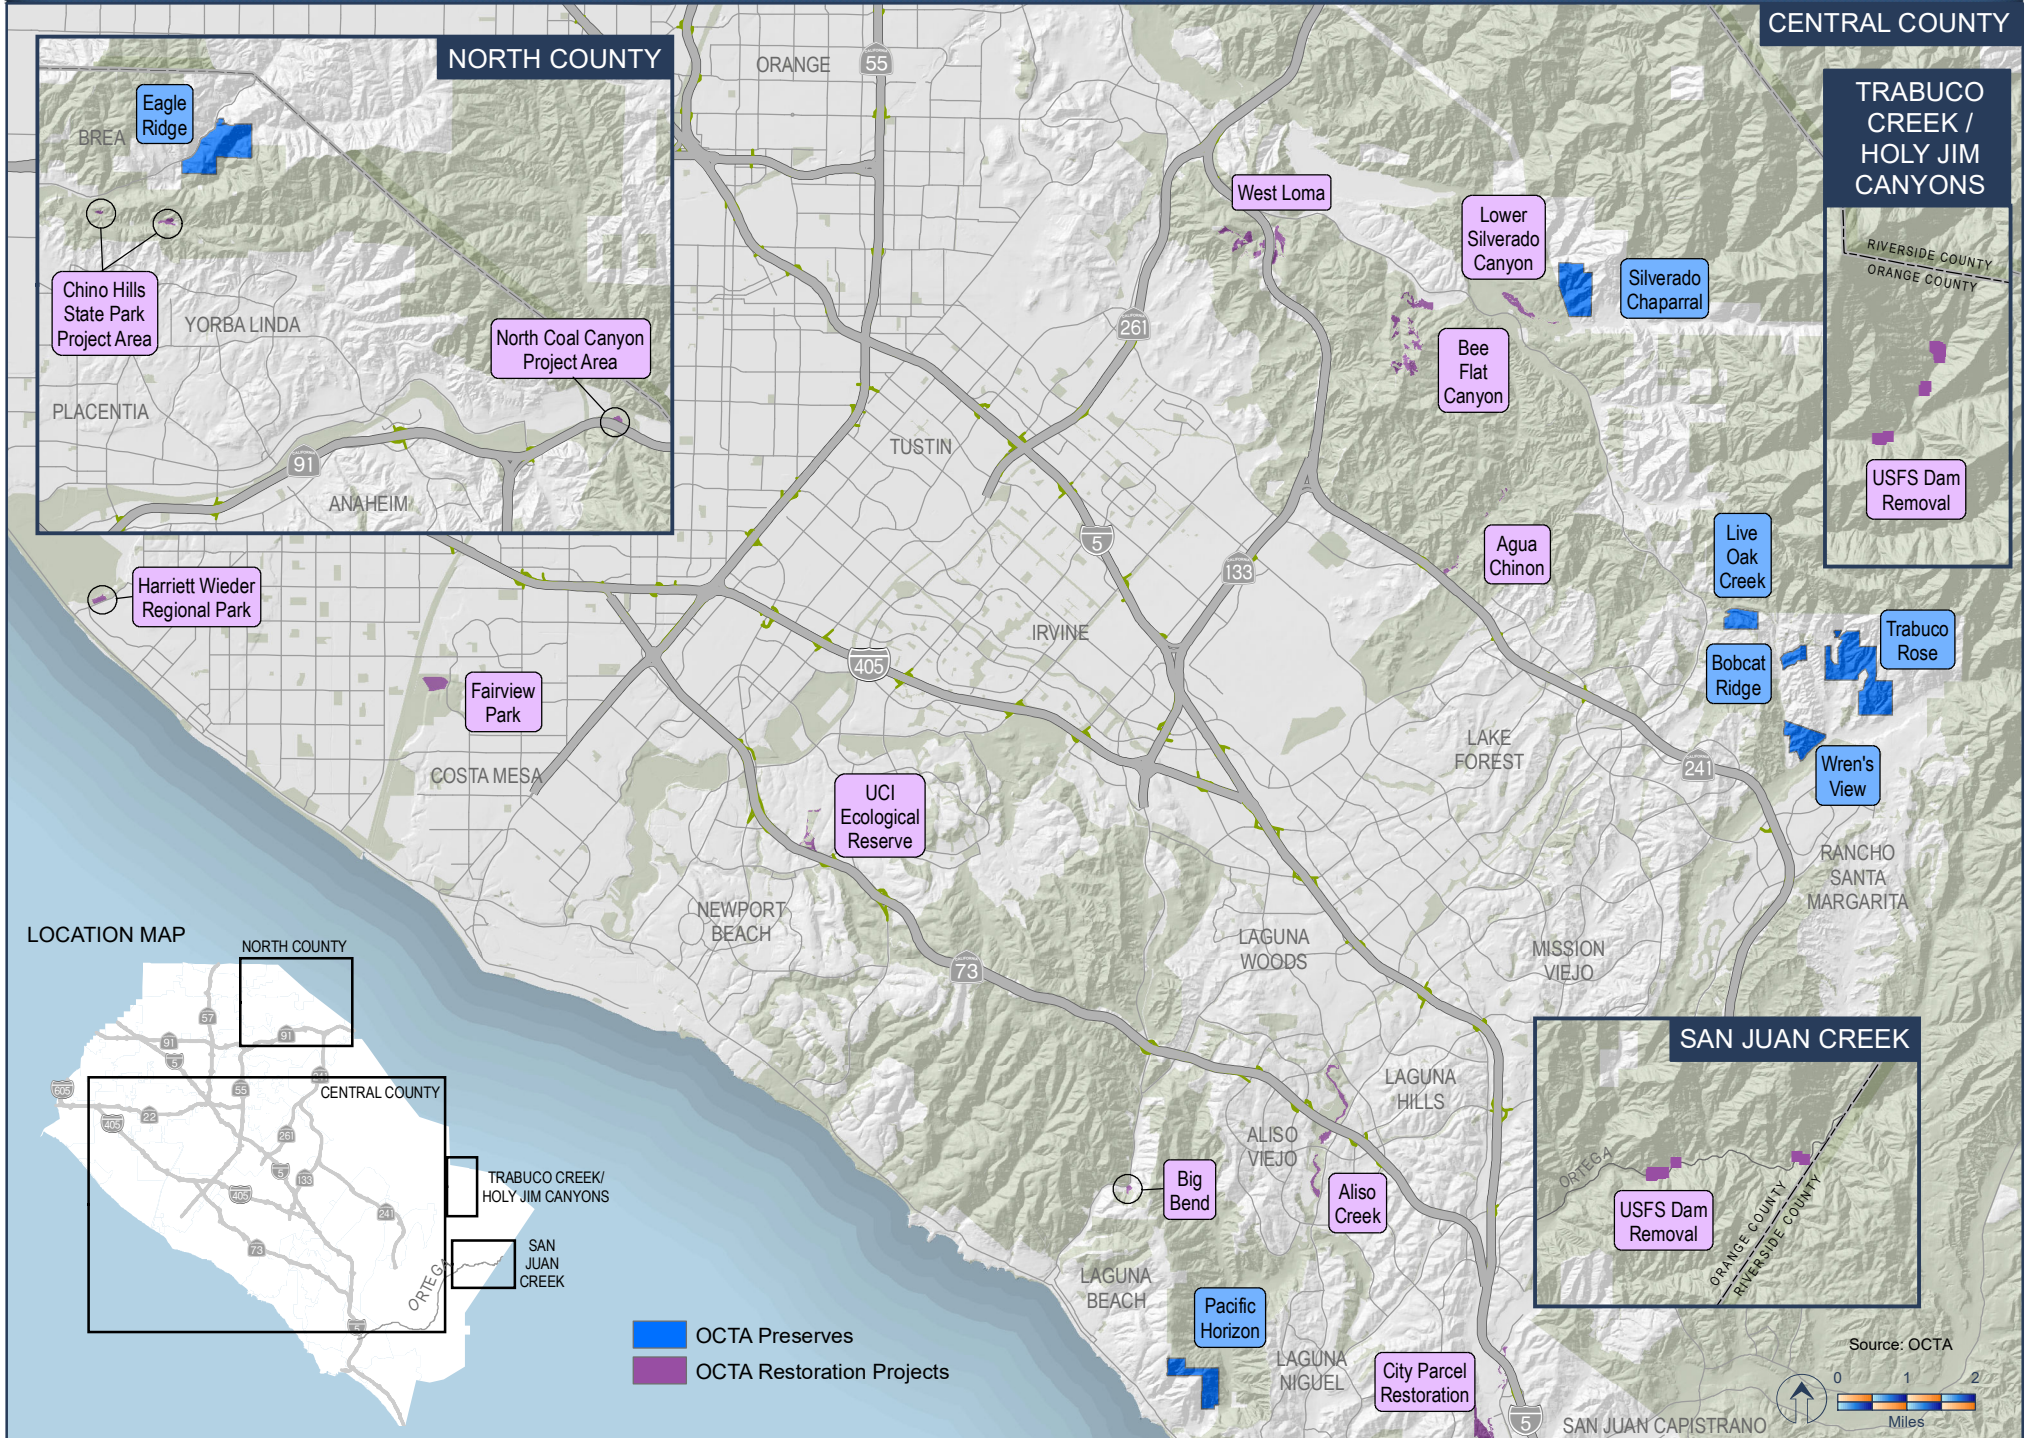 CENTRAL COUNTY
NORTH COUNTY
Eagle
Ridge
BREA
Chino Hills
State Park
Project Area
YORBA LINDA
North Coal Canyon
Project Area
PLACENTIA
91
ANAHEIM
ORANGE
55
TRABUCO
CREEK /
HOLY JIM
CANYONS
RIVERSIDE COUNTY
ORANGE COUNTY
USFS Dam
Removal
West Loma
Lower
Silverado
Canyon
Silverado
Chaparral
261
Bee
Flat
Canyon
TUSTIN
5
133
Agua
Chinon
Live
Oak
Creek
Harriett Wieder
Regional Park
IRVINE
405
Trabuco
Rose
Bobcat
Ridge
Fairview
Park
COSTA MESA
LAKE
FOREST
241
Wren's
View
UCI
Ecological
Reserve
RANCHO
SANTA
MARGARITA
NEWPORT
BEACH
73
LAGUNA
WOODS
MISSION
VIEJO
LAGUNA
HILLS
ALISO
VIEJO
Big
Bend
Aliso
Creek
LAGUNA
BEACH
Pacific
Horizon
LAGUNA
NIGUEL
City Parcel
Restoration
5
SAN JUAN CAPISTRANO
SAN JUAN CREEK
ORTEGA
USFS Dam
Removal
ORANGE COUNTY
RIVERSIDE COUNTY
LOCATION MAP
NORTH COUNTY
57
91
91
5
605
55
241
CENTRAL COUNTY
405
22
261
5
133
405
241
73
5
TRABUCO CREEK/
HOLY JIM CANYONS
SAN
JUAN
CREEK
ORTEGA
OCTA Preserves
OCTA Restoration Projects
Source: OCTA
0 1 2
Miles